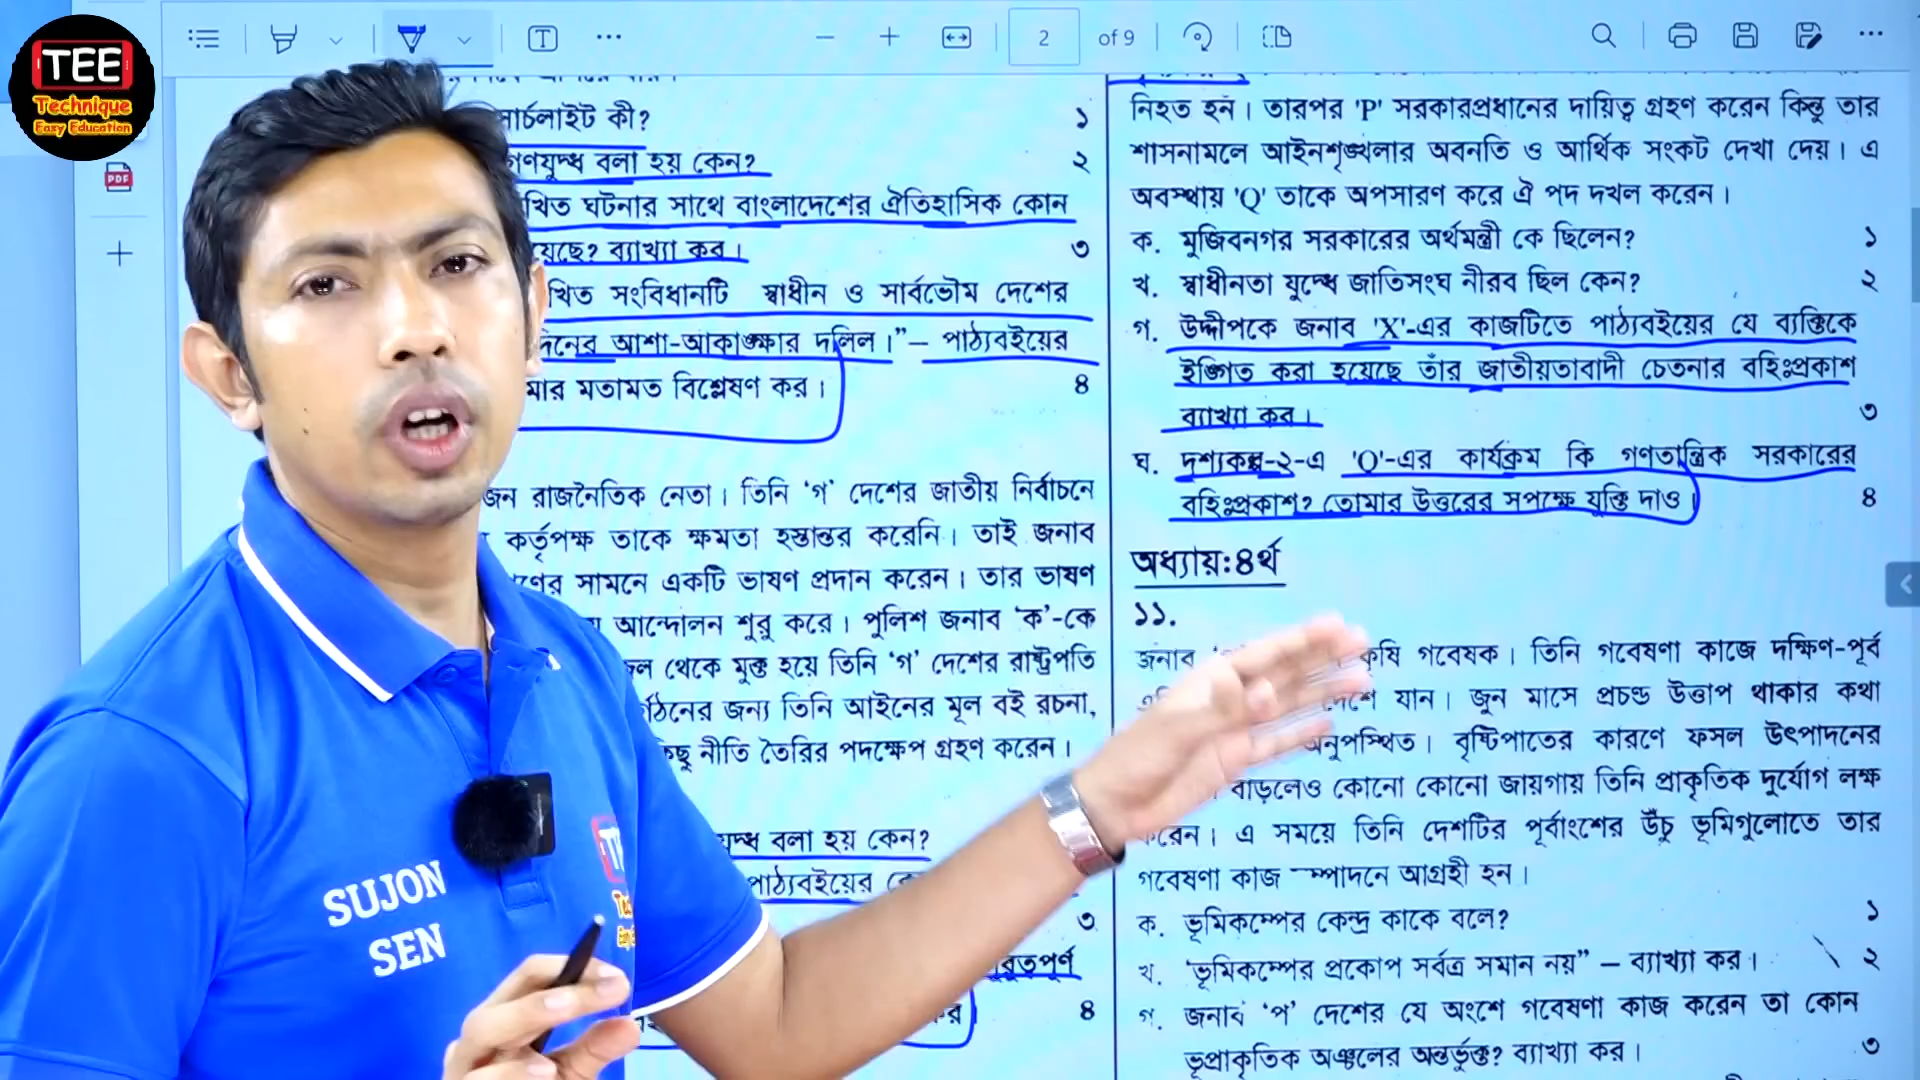 TEE
Technique
Easy Education
2 of 9
PDF
সার্চলাইট কী? ১
গণযুদ্ধ বলা হয় কেন? ২
ঘটনার সাথে বাংলাদেশের ঐতিহাসিক কোন
ব্যাখ্যা কর। ৩
সংবিধানটি স্বাধীন ও সার্বভৌম দেশের
আশা-আকাঙ্ক্ষার দলিল।”– পাঠ্যবইয়ের
মতামত বিশ্লেষণ কর। ৪
রাজনৈতিক নেতা। তিনি ‘গ’ দেশের জাতীয় নির্বাচনে
কর্তৃপক্ষ তাকে ক্ষমতা হস্তান্তর করেনি। তাই জনাব
সামনে একটি ভাষণ প্রদান করেন। তার ভাষণ
আন্দোলন শুরু করে। পুলিশ জনাব ‘ক’-কে
থেকে মুক্ত হয়ে তিনি ‘গ’ দেশের রাষ্ট্রপতি
জন্য তিনি আইনের মূল বই রচনা,
কিছু নীতি তৈরির পদক্ষেপ গ্রহণ করেন।
বলা হয় কেন?
পাঠ্যবইয়ের
৩
৪
নিহত হন। তারপর 'P' সরকারপ্রধানের দায়িত্ব গ্রহণ করেন কিন্তু তার
শাসনামলে আইনশৃঙ্খলার অবনতি ও আর্থিক সংকট দেখা দেয়। এ
অবস্থায় 'Q' তাকে অপসারণ করে ঐ পদ দখল করেন।
ক. মুজিবনগর সরকারের অর্থমন্ত্রী কে ছিলেন? ১
খ. স্বাধীনতা যুদ্ধে জাতিসংঘ নীরব ছিল কেন? ২
গ. উদ্দীপকে জনাব 'X'-এর কাজটিতে পাঠ্যবইয়ের যে ব্যক্তিকে
ইঙ্গিত করা হয়েছে তাঁর জাতীয়তাবাদী চেতনার বহিঃপ্রকাশ
ব্যাখ্যা কর। ৩
ঘ. দৃশ্যকল্প-২-এ 'Q'-এর কার্যক্রম কি গণতান্ত্রিক সরকারের
বহিঃপ্রকাশ? তোমার উত্তরের সপক্ষে যুক্তি দাও। ৪
অধ্যায়:৪র্থ
১১.
জনাব কৃষি গবেষক। তিনি গবেষণা কাজে দক্ষিণ-পূর্ব
যান। জুন মাসে প্রচণ্ড উত্তাপ থাকার কথা
অনুপস্থিত। বৃষ্টিপাতের কারণে ফসল উৎপাদনের
বাড়লেও কোনো কোনো জায়গায় তিনি প্রাকৃতিক দুর্যোগ লক্ষ
করেন। এ সময়ে তিনি দেশটির পূর্বাংশের উঁচু ভূমিগুলোতে তার
গবেষণা কাজ আগ্রহী হন।
ক. ভূমিকম্পের কেন্দ্র কাকে বলে? ১
খ. ‘ভূমিকম্পের প্রকোপ সর্বত্র সমান নয়” – ব্যাখ্যা কর। ২
গ. জনাব ‘প’ দেশের যে অংশে গবেষণা কাজ করেন তা কোন
ভূপ্রাকৃতিক অঞ্চলের অন্তর্ভুক্ত? ব্যাখ্যা কর। ৩
SUJON
SEN